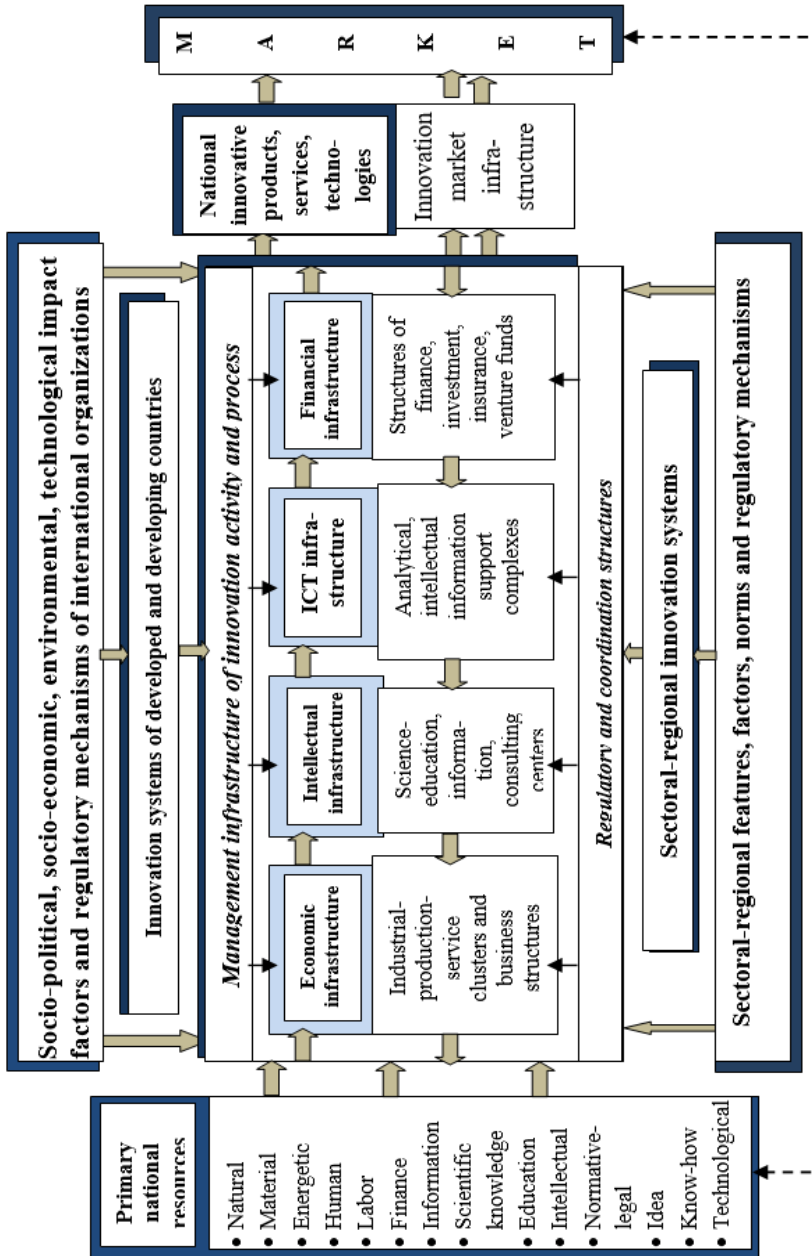 Socio-political, socio-economic, environmental, technological impact
factors and regulatory mechanisms of international organizations
Innovation systems of developed and developing countries
Primary
national
resources
• Natural
• Material
• Energetic
• Human
• Labor
• Finance
• Information
• Scientific
knowledge
• Education
• Intellectual
• Normative-
legal
• Idea
• Know-how
• Technological
Management infrastructure of innovation activity and process
Economic
infrastructure
Intellectual
infrastructure
ICT infra-
structure
Financial
infrastructure
Industrial-
production-
service
clusters and
business
structures
Science-
education,
informa-
tion,
consulting
centers
Analytical,
intellectual
information
support
complexes
Structures of
finance,
investment,
insurance,
venture funds
Regulatory and coordination structures
National
innovative
products,
services,
techno-
logies
Innovation
market
infra-
structure
M
A
R
K
E
T
Sectoral-regional innovation systems
Sectoral-regional features, factors, norms and regulatory mechanisms